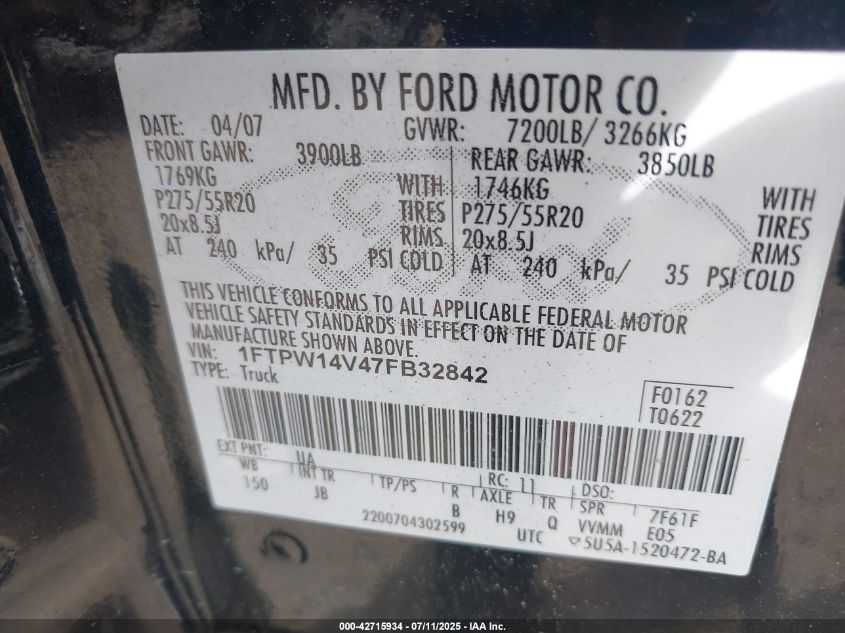 MFD. BY FORD MOTOR CO.
DATE: 04/07 GVWR: 7200LB/ 3266KG
FRONT GAWR: 3900LB REAR GAWR: 3850LB
1769KG WITH 1746KG WITH
P275/55R20 TIRES P275/55R20 TIRES
20x8.5J RIMS 20x8.5J RIMS
AT 240 kPa/ 35 PSI COLD AT 240 kPa/ 35 PSI COLD
Ford
THIS VEHICLE CONFORMS TO ALL APPLICABLE FEDERAL MOTOR
VEHICLE SAFETY STANDARDS IN EFFECT ON THE DATE OF
MANUFACTURE SHOWN ABOVE.
VIN: 1FTPW14V47FB32842
TYPE: Truck
F0162
T0622
EXT PNT: UA RC: 11 DSO:
WB INT TR TP/PS R AXLE TR SPR 7F61F
150 JB B H9 Q VVMM E05
2200704302599 UTC ▽5U5A-1520472-BA
000-42715934 - 07/11/2025 - IAA Inc.